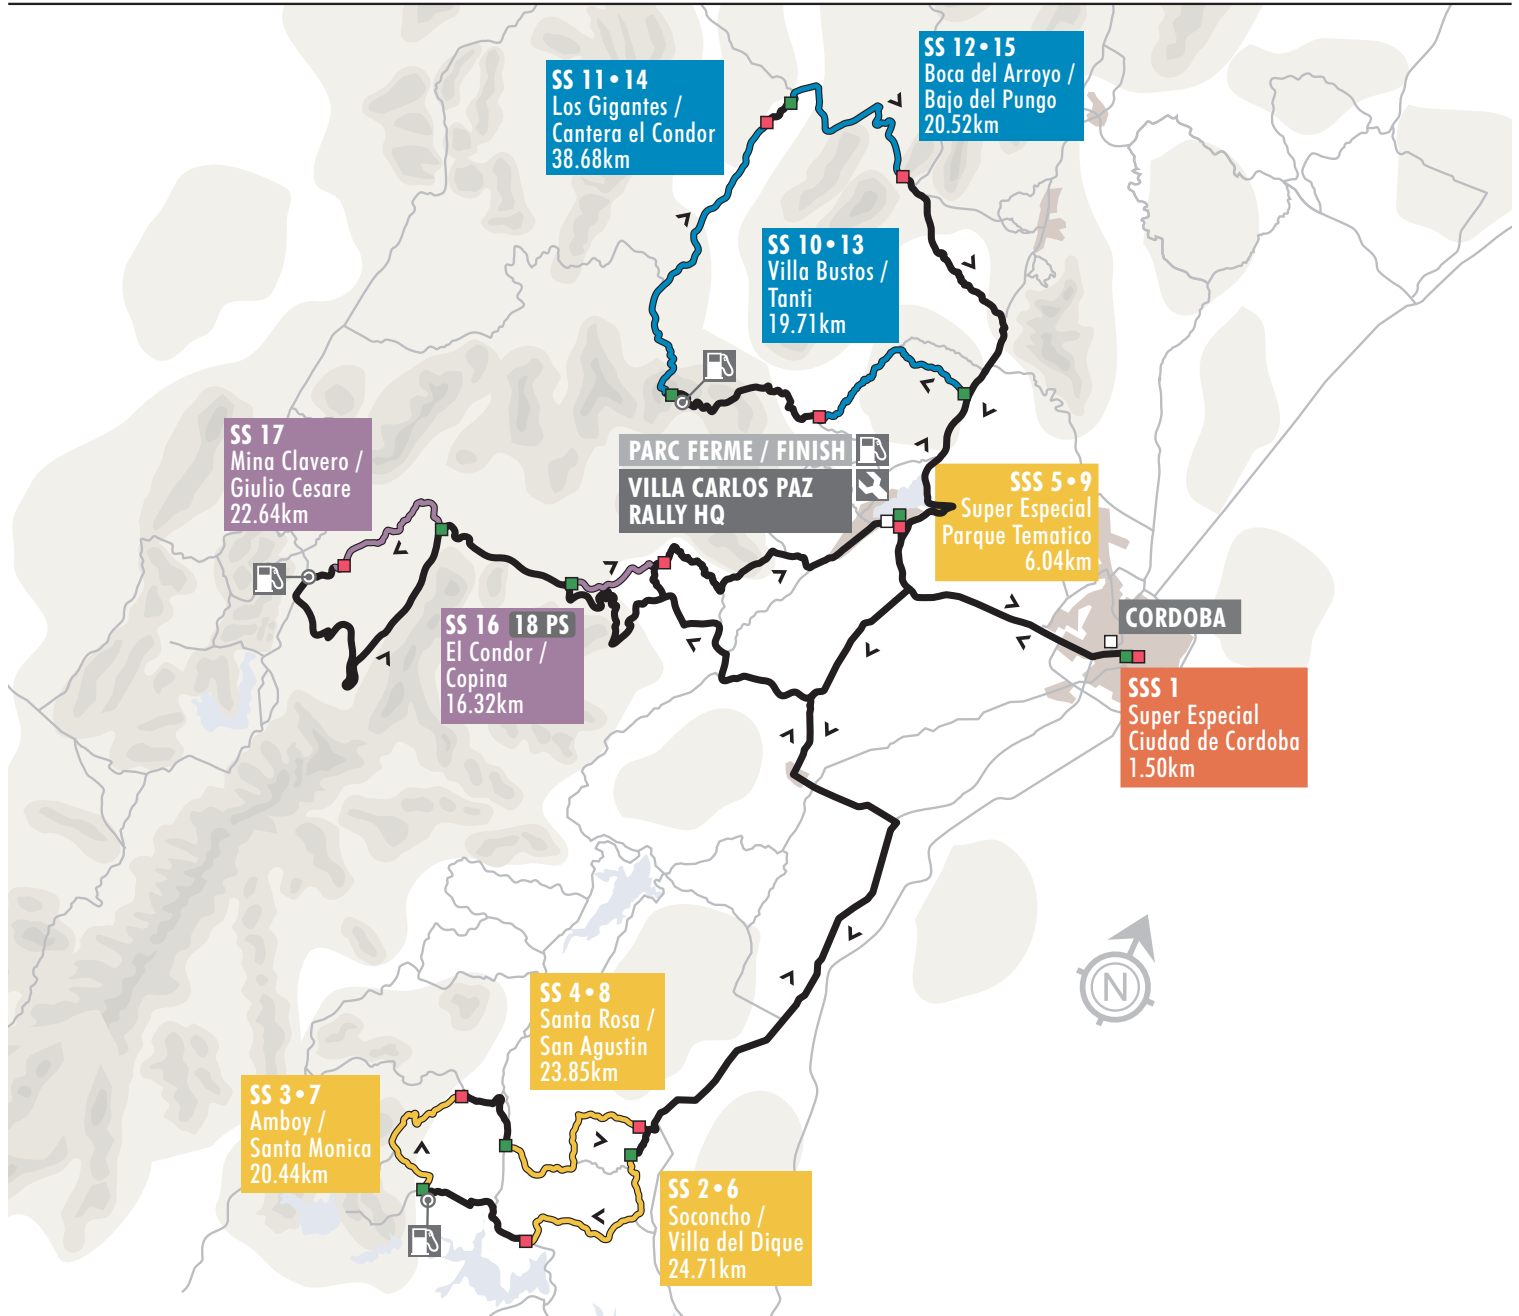 SS 11•14
Los Gigantes /
Cantera el Condor
38.68km
SS 12•15
Boca del Arroyo /
Bajo del Pungo
20.52km
SS 10•13
Villa Bustos /
Tanti
19.71km
SS 17
Mina Clavero /
Giulio Cesare
22.64km
PARC FERME / FINISH
VILLA CARLOS PAZ
RALLY HQ
SSS 5•9
Super Especial
Parque Tematico
6.04km
SS 16 18 PS
El Condor /
Copina
16.32km
CORDOBA
SSS 1
Super Especial
Ciudad de Cordoba
1.50km
N
SS 4•8
Santa Rosa /
San Agustin
23.85km
SS 3•7
Amboy /
Santa Monica
20.44km
SS 2•6
Soconcho /
Villa del Dique
24.71km